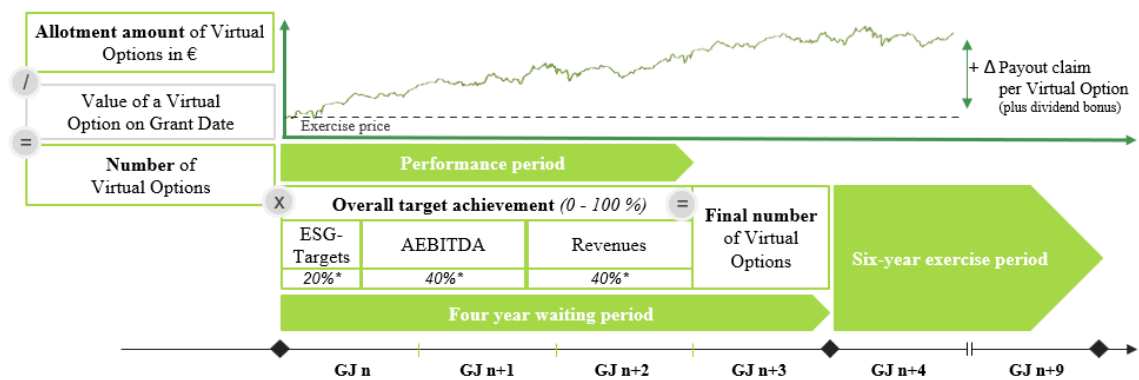 Allotment amount of Virtual
Options in €
/
Value of a Virtual
Option on Grant Date
=
Number of
Virtual Options
Exercise price
+ Δ Payout claim
per Virtual Option
(plus dividend bonus)
Performance period
x
Overall target achievement (0 - 100 %)
=
ESG-
Targets
20%*
AEBITDA
40%*
Revenues
40%*
Final number
of Virtual
Options
Six-year exercise period
Four year waiting period
GJ n
GJ n+1
GJ n+2
GJ n+3
GJ n+4
GJ n+9